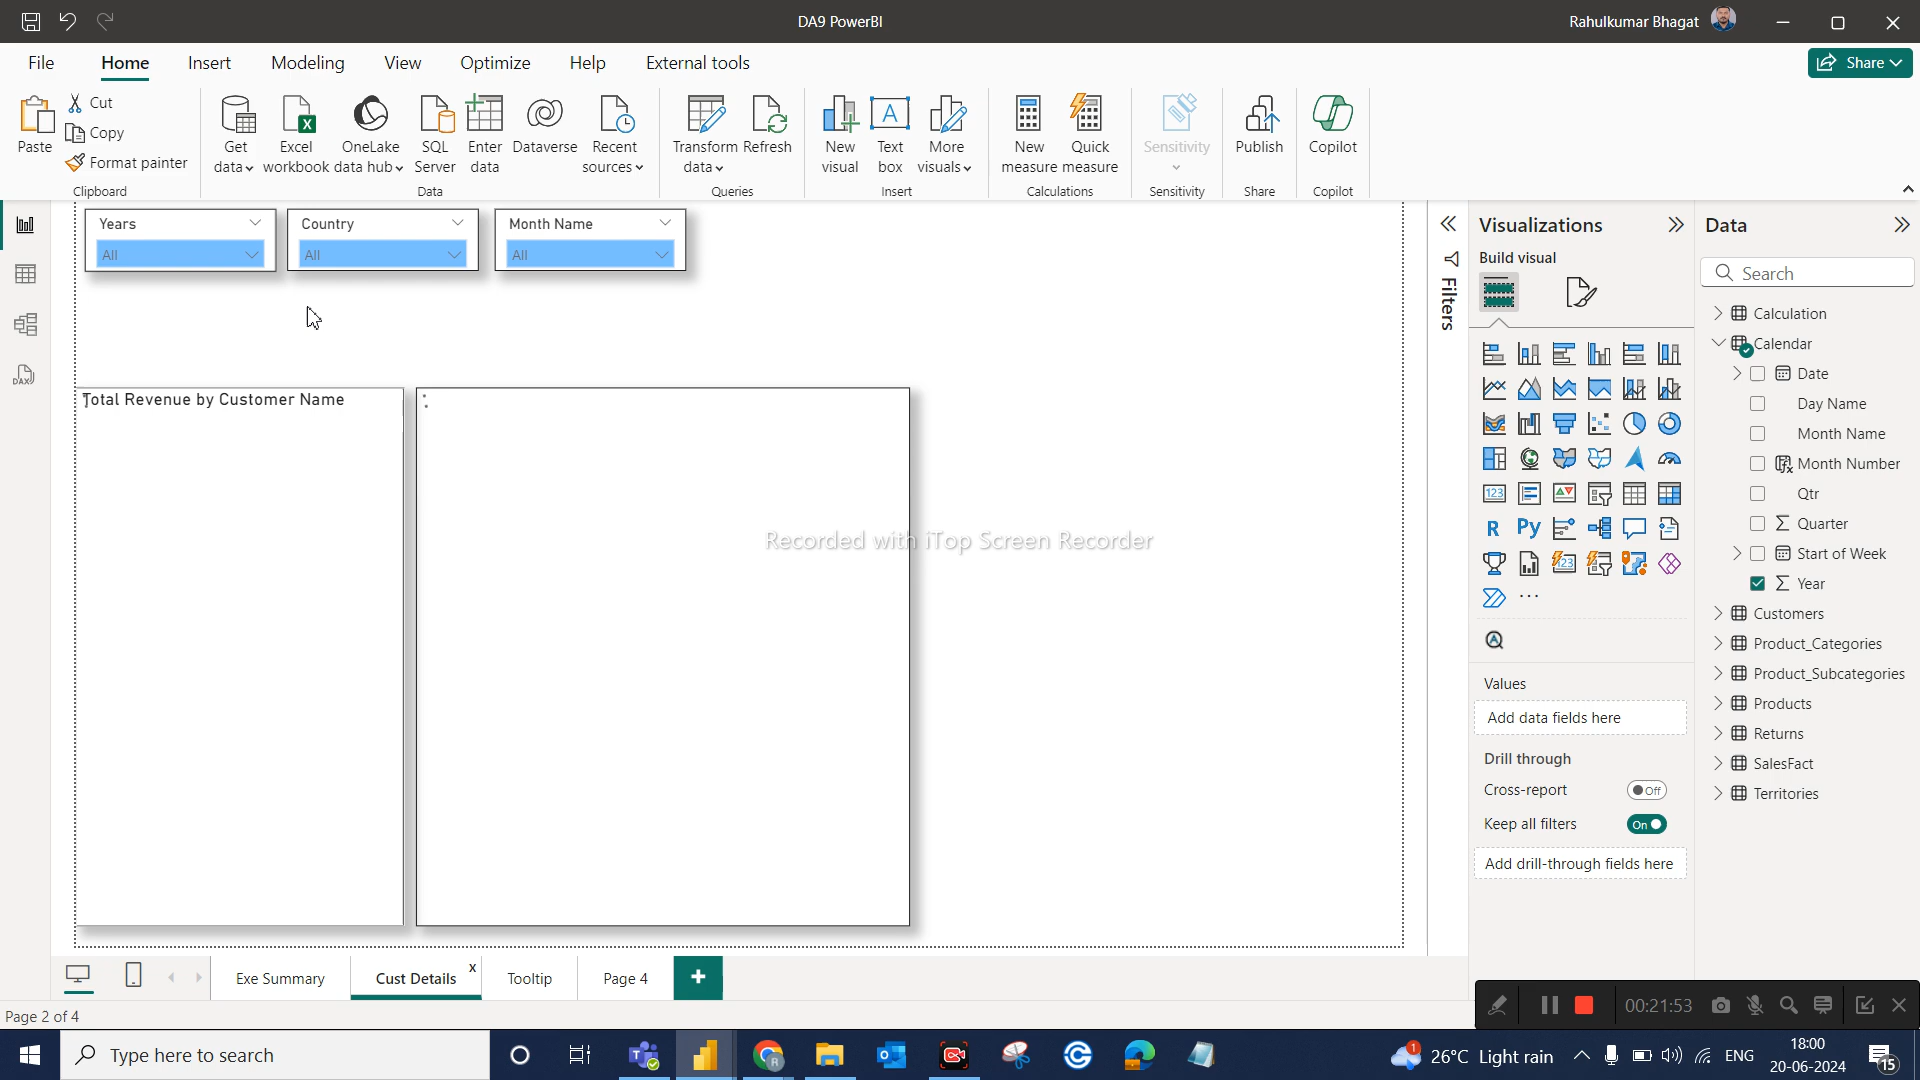 DA9 PowerBI
Rahulkumar Bhagat
File Home Insert Modeling View Optimize Help External tools
Share
Paste
Cut
Copy
Format painter
Clipboard
Get data
Excel workbook
OneLake data hub
SQL Server
Enter data
Dataverse
Recent sources
Data
Transform data
Refresh
Queries
New visual
Text box
More visuals
Insert
New measure
Quick measure
Calculations
Sensitivity
Sensitivity
Publish
Share
Copilot
Copilot
DAX
Years
All
Country
All
Month Name
All
Total Revenue by Customer Name
:
Recorded with iTop Screen Recorder
Filters
Visualizations
Build visual
123
R
Py
123
...
Values
Add data fields here
Drill through
Cross-report
Off
Keep all filters
On
Add drill-through fields here
Data
Search
Calculation
Calendar
Date
Day Name
Month Name
Month Number
Qtr
Quarter
Start of Week
Year
Customers
Product_Categories
Product_Subcategories
Products
Returns
SalesFact
Territories
Exe Summary
Cust Details
x
Tooltip
Page 4
+
Page 2 of 4
00:21:53
Type here to search
1
26°C Light rain
ENG
18:00
20-06-2024
15